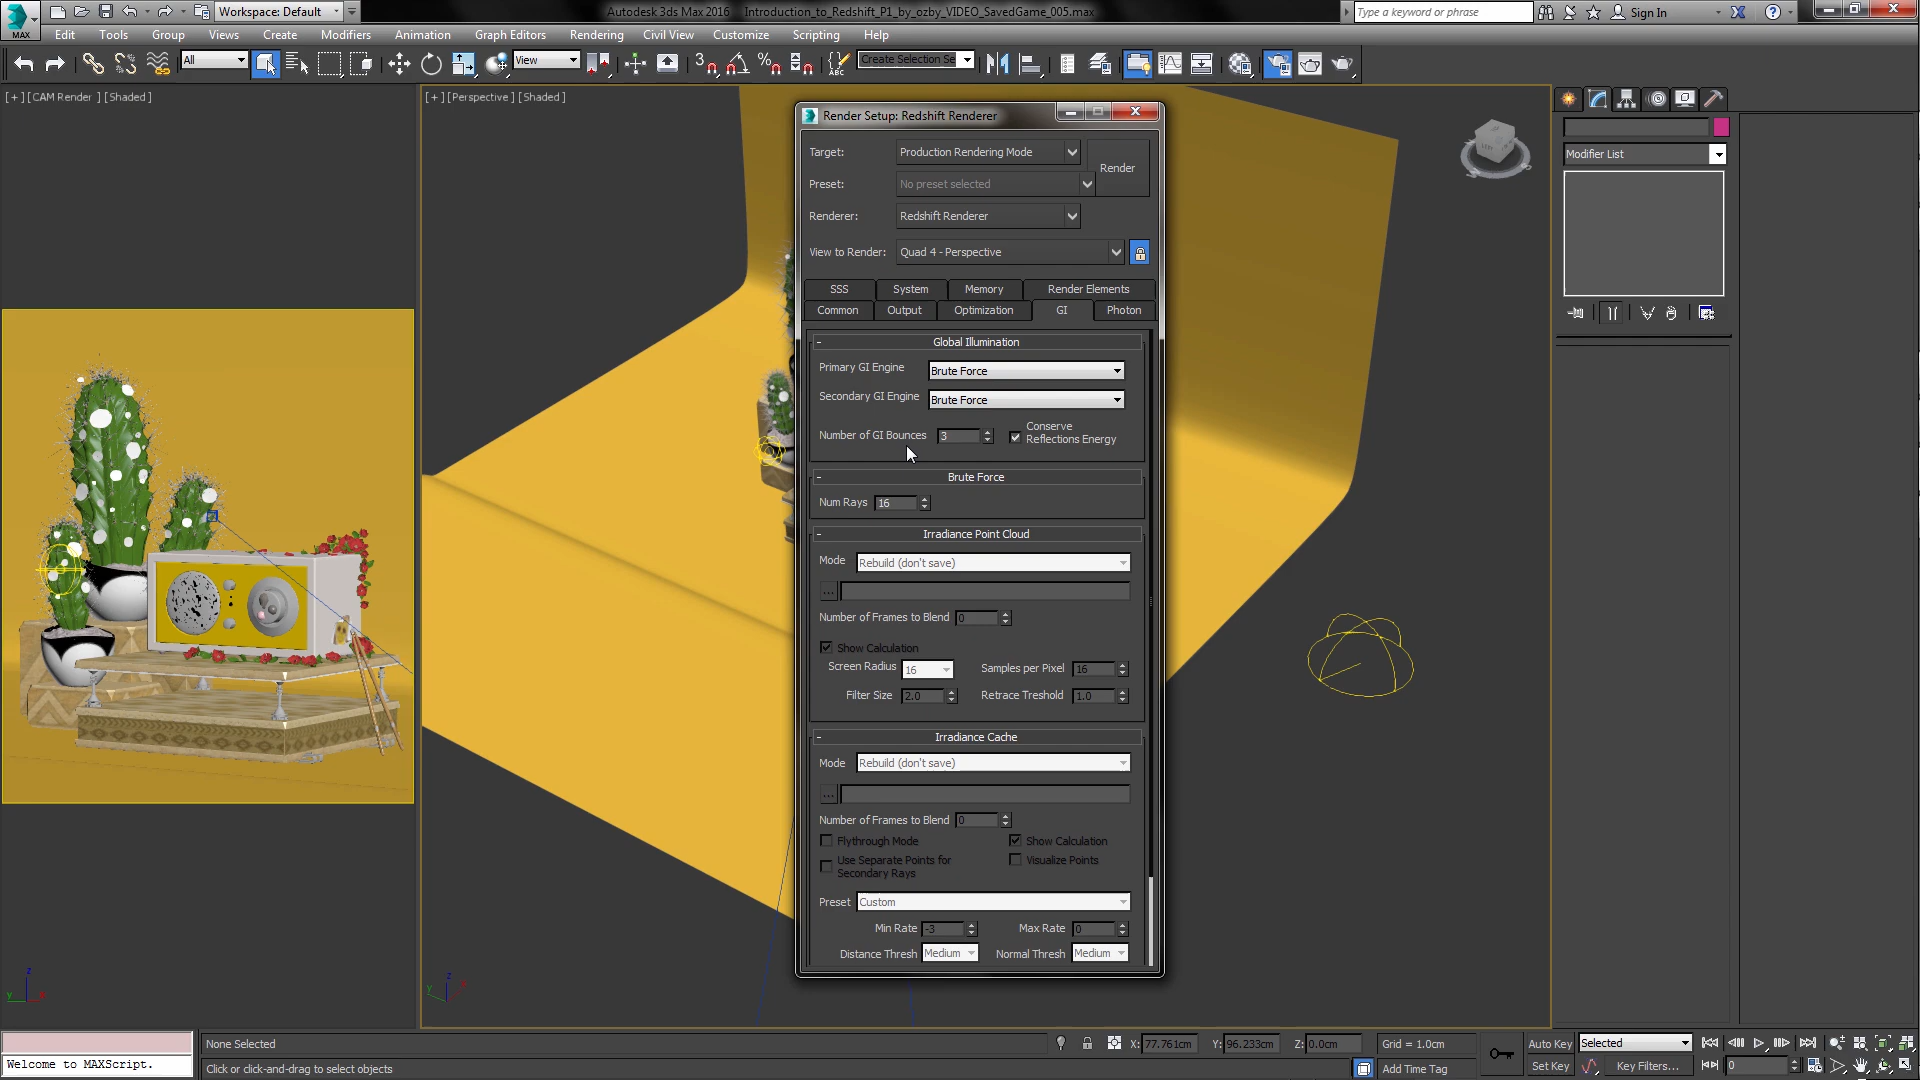 MAX
Workspace: Default
Autodesk 3ds Max 2016 Introduction_to_Redshift_P1_by_ozby_VIDEO_SavedGame_005.max
Type a keyword or phrase
Sign In
Edit Tools Group Views Create Modifiers Animation Graph Editors Rendering Civil View Customize Scripting Help
All
View
3
ABC
Create Selection Se
[+] [CAM Render ] [Shaded ]
[+] [Perspective ] [Shaded ]
Render Setup: Redshift Renderer
Target: Production Rendering Mode
Render
Preset: No preset selected
Renderer: Redshift Renderer
View to Render: Quad 4 - Perspective
SSS System Memory Render Elements
Common Output Optimization GI Photon
- Global Illumination
Primary GI Engine Brute Force
Secondary GI Engine Brute Force
Number of GI Bounces 3
Conserve
Reflections Energy
- Brute Force
Num Rays 16
- Irradiance Point Cloud
Mode Rebuild (don't save)
...
Number of Frames to Blend 0
Show Calculation
Screen Radius 16 Samples per Pixel 16
Filter Size 2.0 Retrace Treshold 1.0
- Irradiance Cache
Mode Rebuild (don't save)
...
Number of Frames to Blend 0
Flythrough Mode Show Calculation
Use Separate Points for
Secondary Rays
Visualize Points
Preset Custom
Min Rate -3 Max Rate 0
Distance Thresh Medium Normal Thresh Medium
Modifier List
z
y x
z
y x
Welcome to MAXScript.
None Selected
Click or click-and-drag to select objects
X: 77.761cm Y: 96.233cm Z: 0.0cm
Grid = 1.0cm
Add Time Tag
Auto Key Selected
Set Key Key Filters...
0